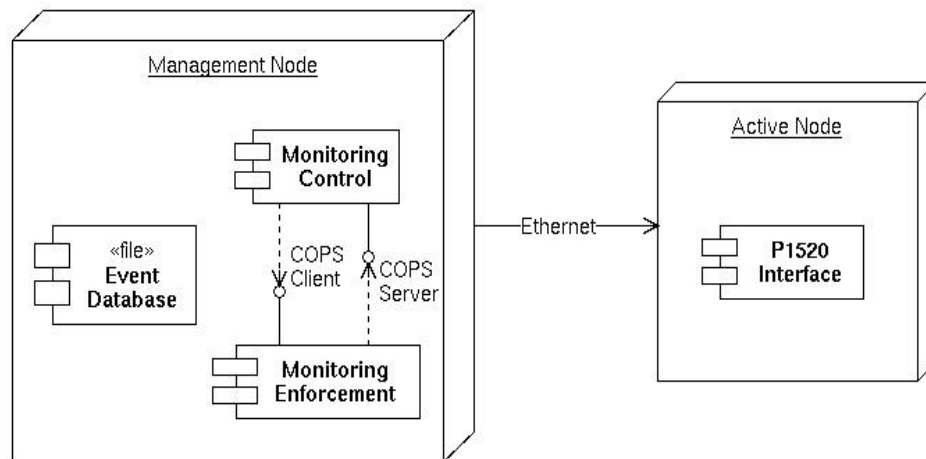 Management Node
Monitoring
Control
«file»
Event
Database
COPS
Client
COPS
Server
Monitoring
Enforcement
Ethernet
Active Node
P1520
Interface